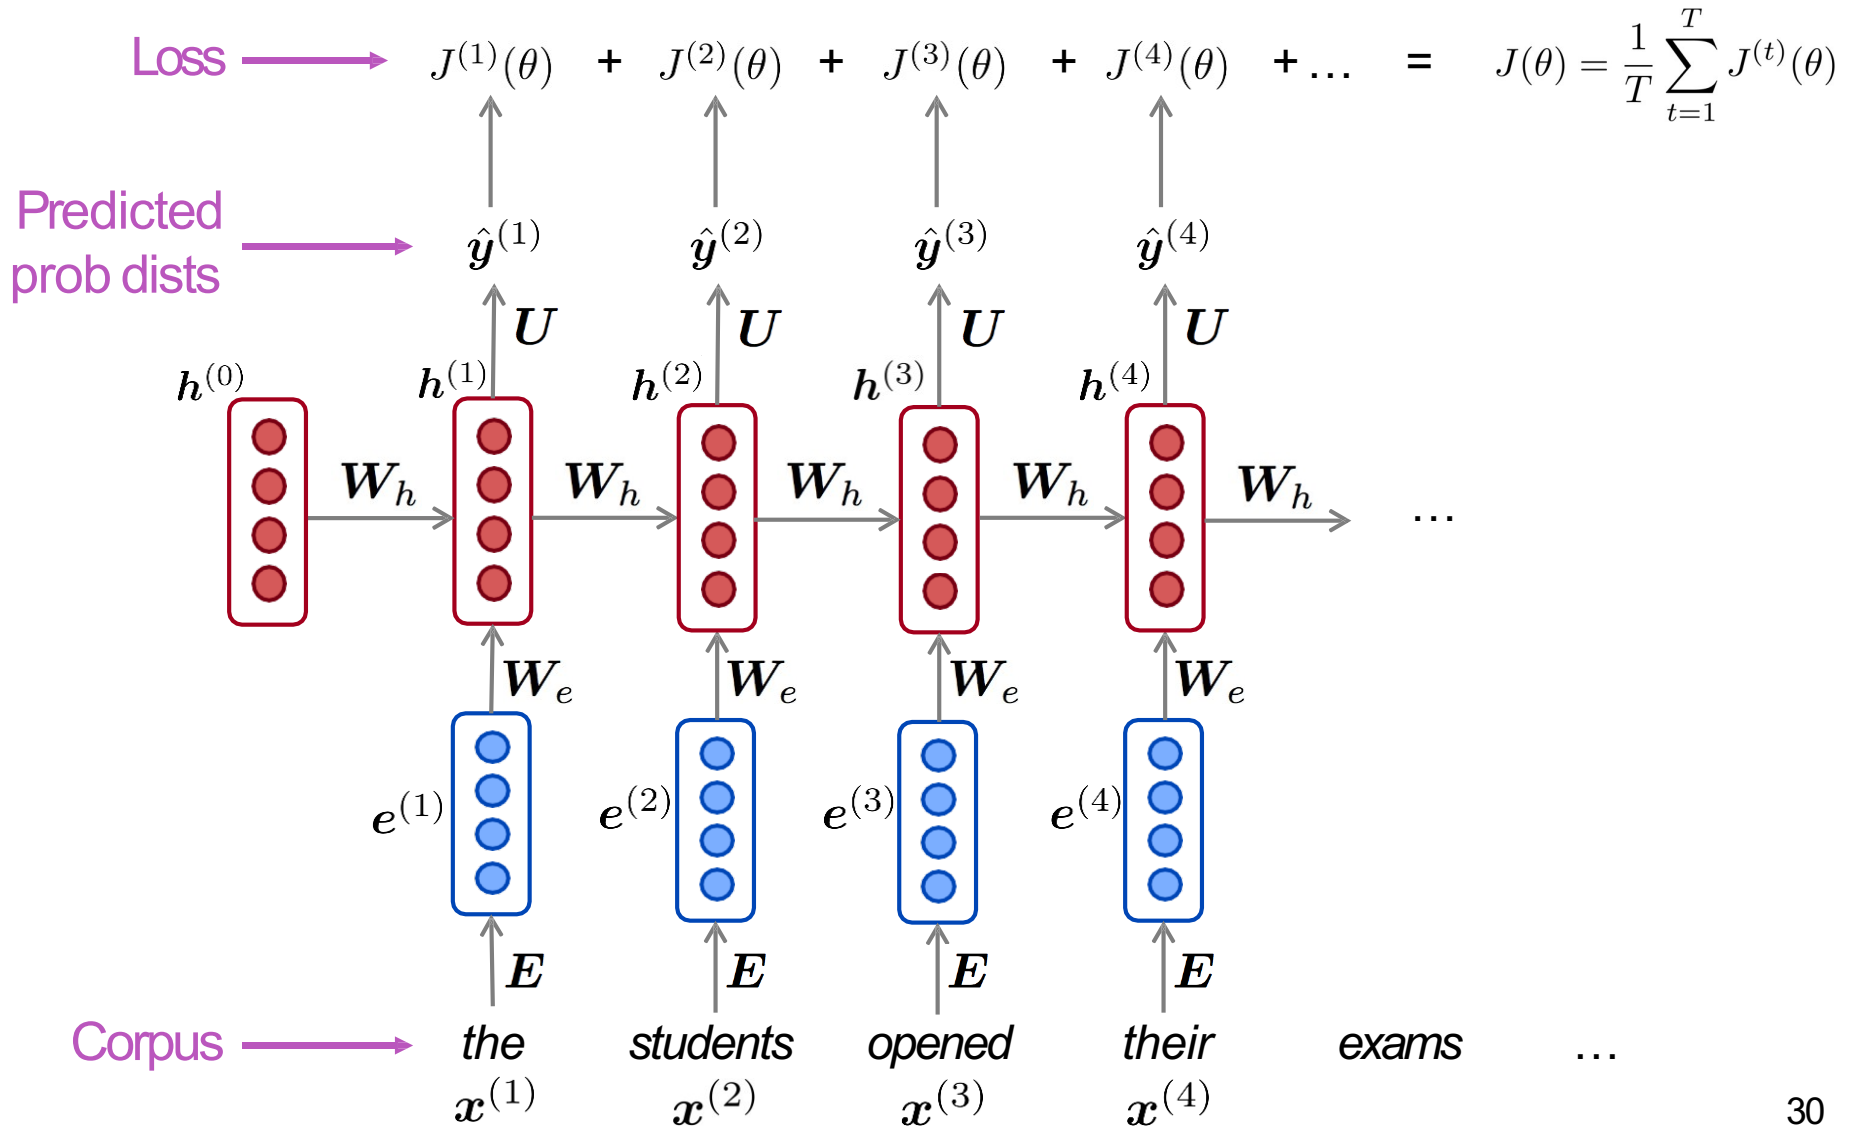 Loss J^{(1)}(θ) + J^{(2)}(θ) + J^{(3)}(θ) + J^{(4)}(θ) + … = J(θ) = \frac{1}{T} \sum_{t=1}^{T} J^{(t)}(θ)
Predicted
prob dists
ŷ^{(1)} ŷ^{(2)} ŷ^{(3)} ŷ^{(4)}
U U U U
h^{(0)} h^{(1)} h^{(2)} h^{(3)} h^{(4)}
W_h W_h W_h W_h W_h …
W_e W_e W_e W_e
e^{(1)} e^{(2)} e^{(3)} e^{(4)}
E E E E
Corpus the students opened their exams …
x^{(1)} x^{(2)} x^{(3)} x^{(4)}
30